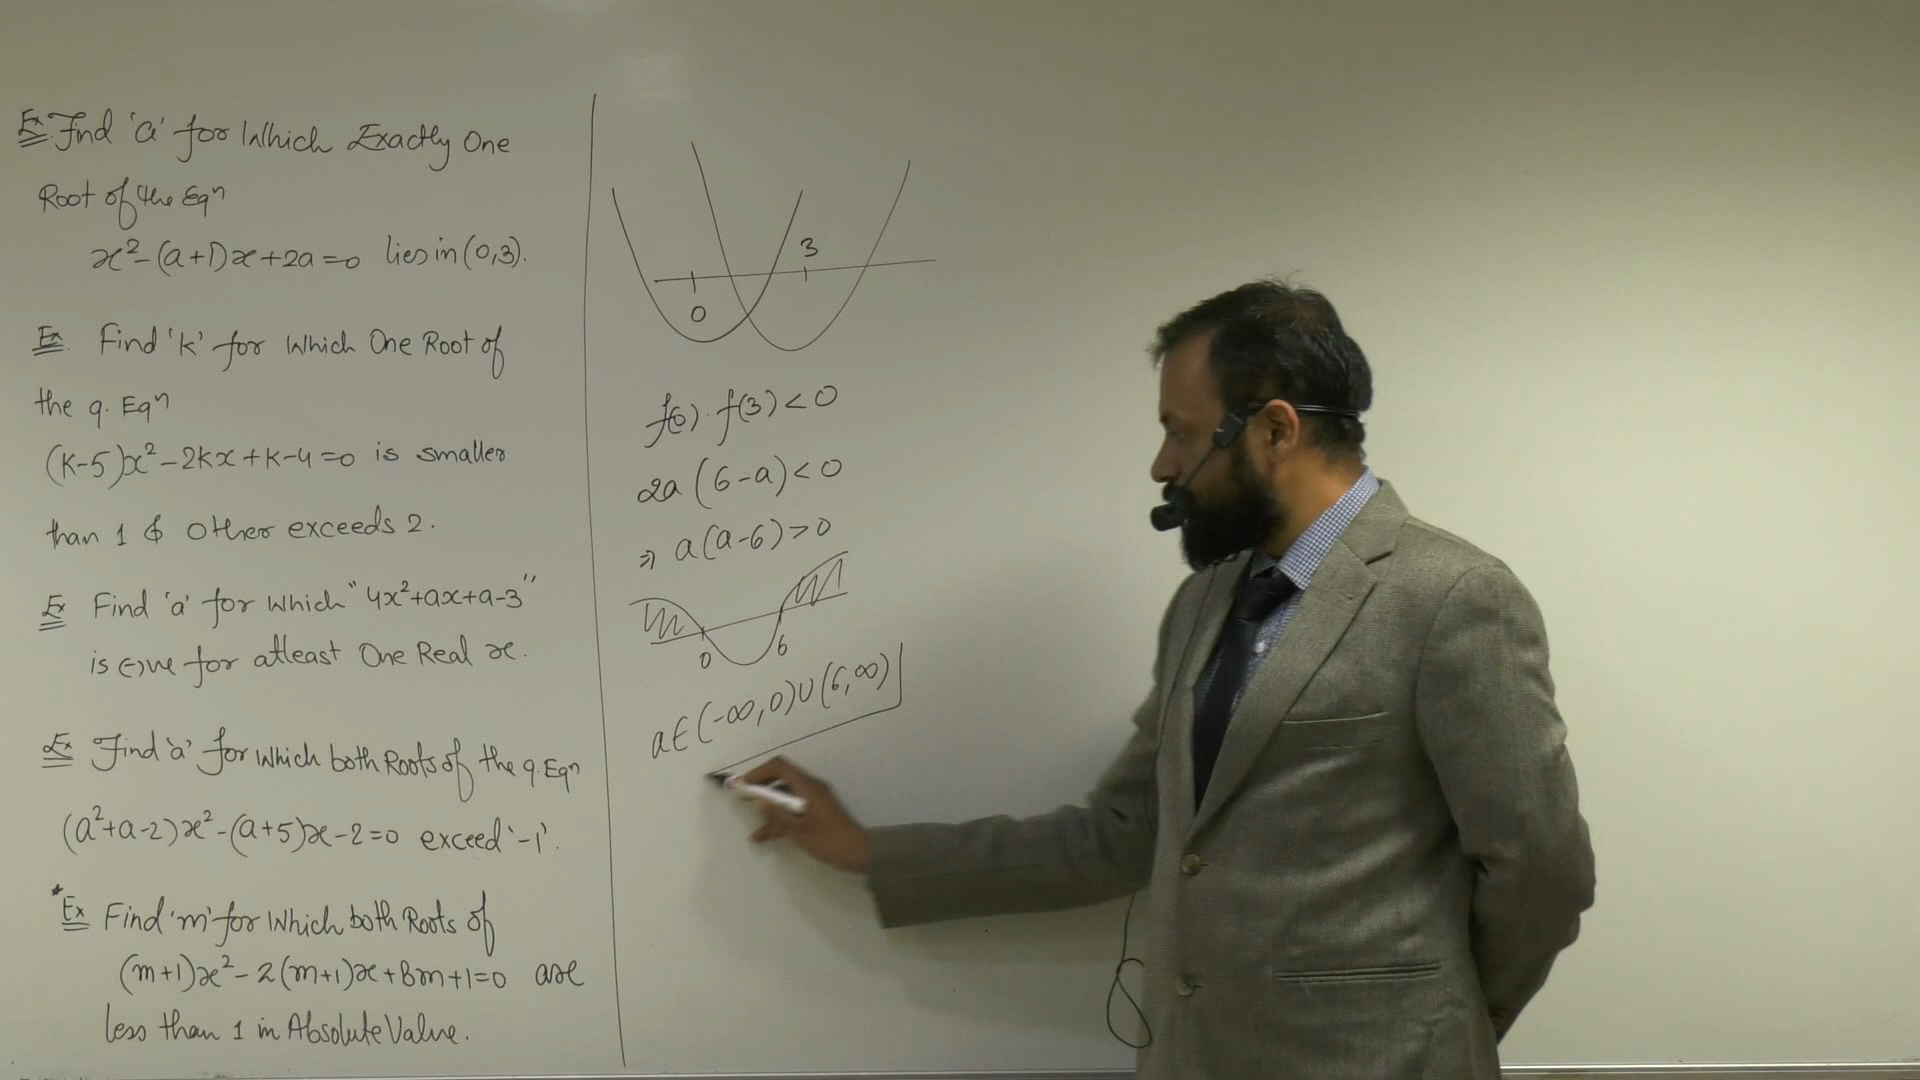 Ex. Find 'a' for Which Exactly One
Root of the Eqⁿ
x²-(a+1)x+2a=0 lies in (0,3).
Ex. Find 'k' for which One Root of
the q. Eqⁿ
(k-5)x²-2kx+k-4=0 is smaller
than 1 & Other exceeds 2.
Ex Find 'a' for which "4x²+ax+a-3"
is (-)ve for atleast One Real x.
Ex Find 'a' for which both Roots of the q. Eqⁿ
(a²+a-2)x²-(a+5)x-2=0 exceed '-1'.
*Ex Find 'm' for Which both Roots of
(m+1)x²-2(m+1)x+8m+1=0 are
less than 1 in Absolute Value.
3
0
f(0).f(3)<0
2a(6-a)<0
⇒ a(a-6)>0
0 6
a∈(-∞,0)∪(6,∞)